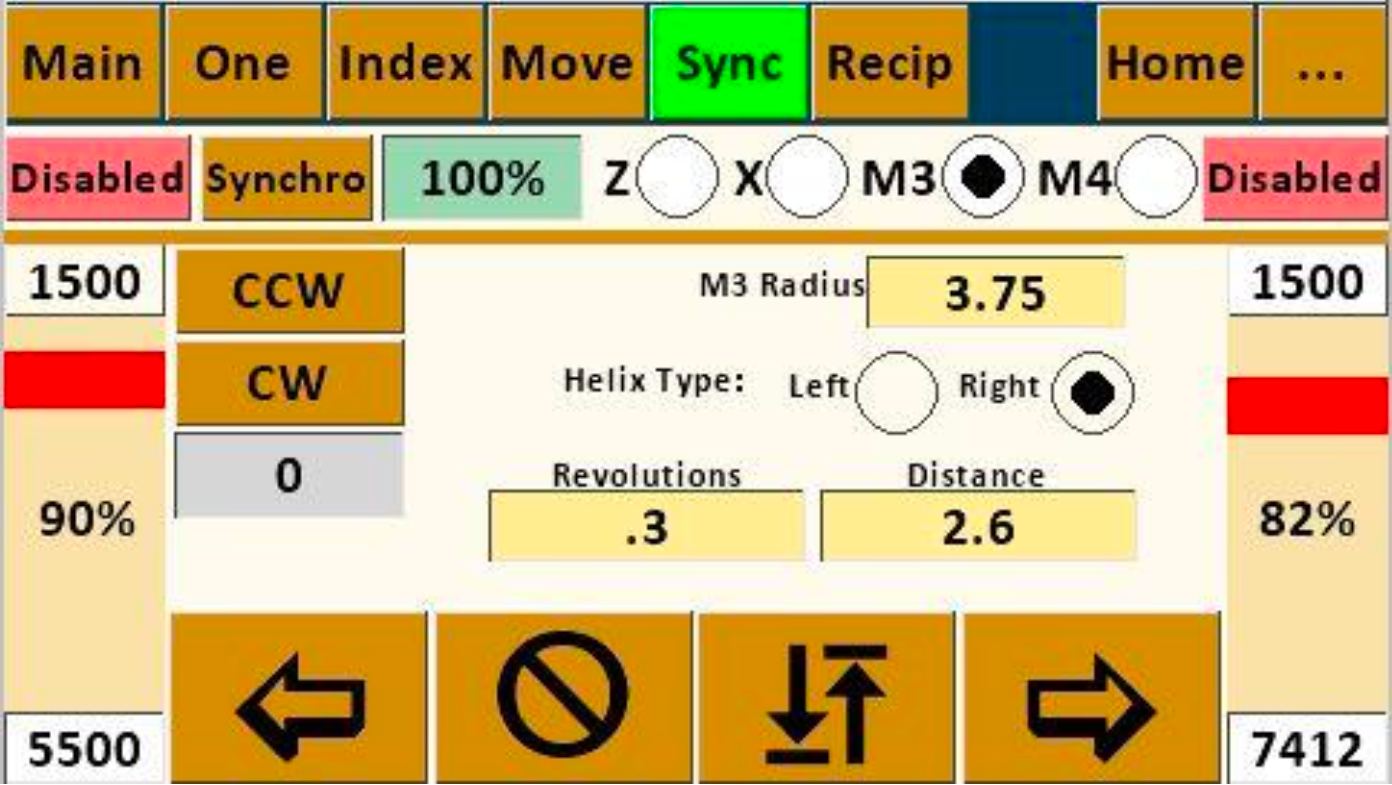 Main One Index Move Sync Recip Home ...
Disabled Synchro 100% Z X M3 M4 Disabled
1500 CCW M3 Radius 3.75 1500
CW Helix Type: Left Right
0 Revolutions Distance
90% .3 2.6 82%
5500 7412